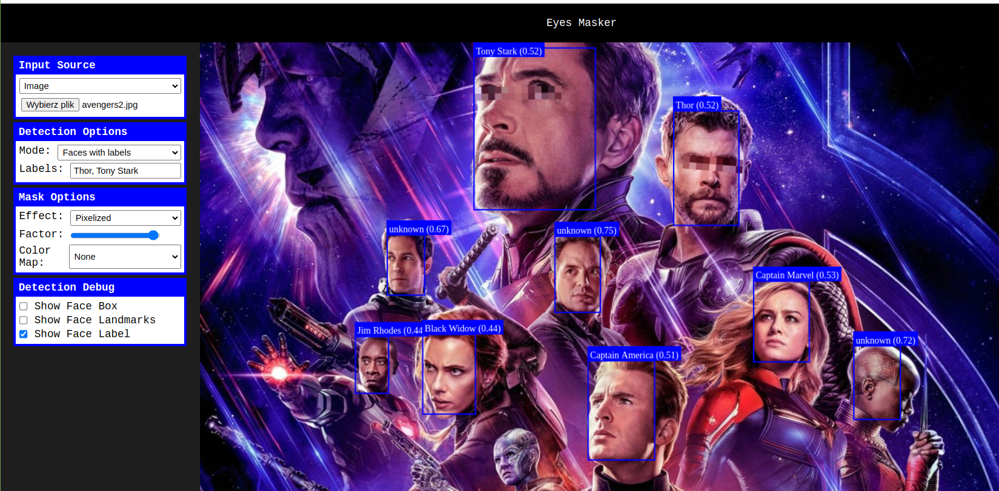 Eyes Masker
Input Source
Image
Wybierz plik avengers2.jpg
Detection Options
Mode: Faces with labels
Labels: Thor, Tony Stark
Mask Options
Effect: Pixelized
Factor:
Color Map: None
Detection Debug
Show Face Box
Show Face Landmarks
Show Face Label
Tony Stark (0.52)
Thor (0.52)
unknown (0.67)
unknown (0.75)
Captain Marvel (0.53)
Jim Rhodes (0.44
Black Widow (0.44)
unknown (0.72)
Captain America (0.51)